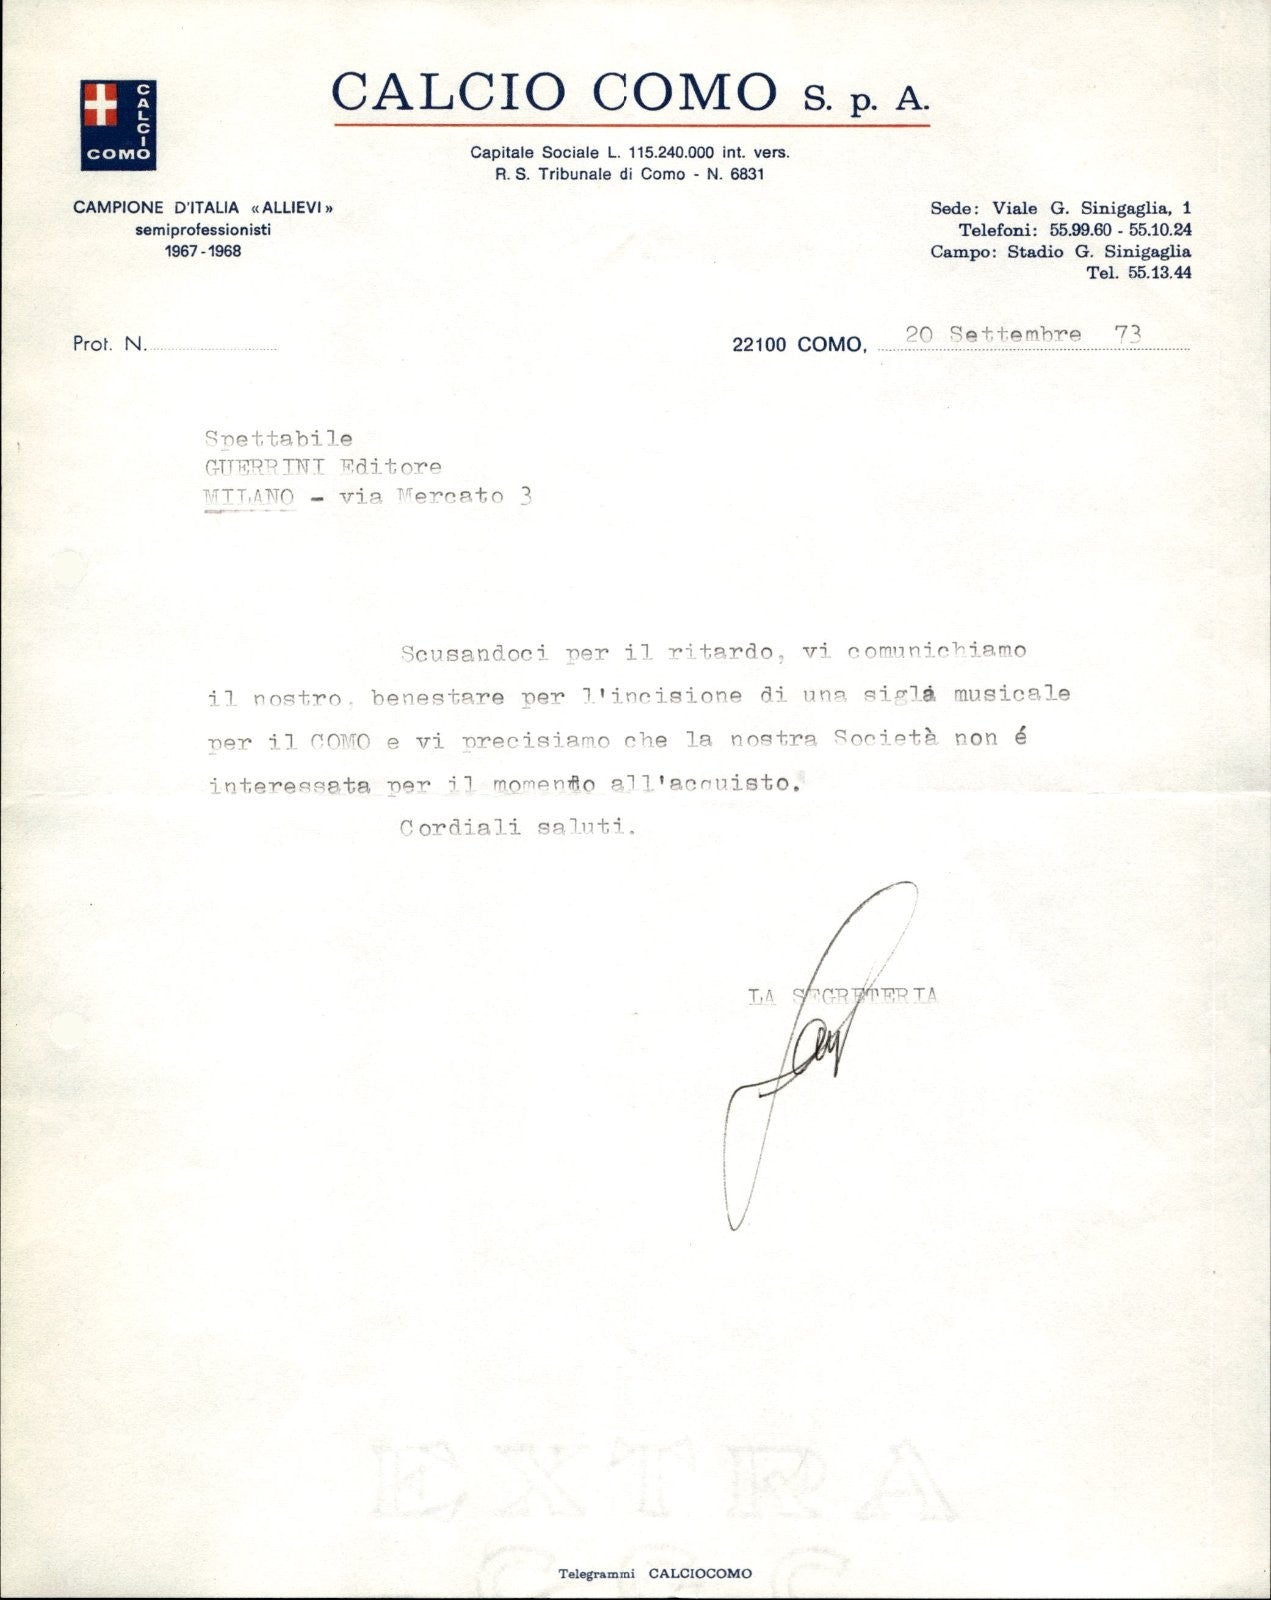 CALCIO
COMO
CALCIO COMO S. p. A.
Capitale Sociale L. 115.240.000 int. vers.
R. S. Tribunale di Como - N. 6831
CAMPIONE D'ITALIA «ALLIEVI»
semiprofessionisti
1967-1968
Sede: Viale G. Sinigaglia, 1
Telefoni: 55.99.60 - 55.10.24
Campo: Stadio G. Sinigaglia
Tel. 55.13.44
Prot. N.
22100 COMO, 20 Settembre 73
Spettabile
GUERRINI Editore
MILANO - via Mercato 3
Scusandoci per il ritardo, vi comunichiamo
il nostro. benestare per l'incisione di una sigla musicale
per il COMO e vi precisiamo che la nostra Società non é
interessata per il momento all'acquisto.
Cordiali saluti.
LA SEGRETERIA
EXTRA
Telegrammi CALCIOCOMO